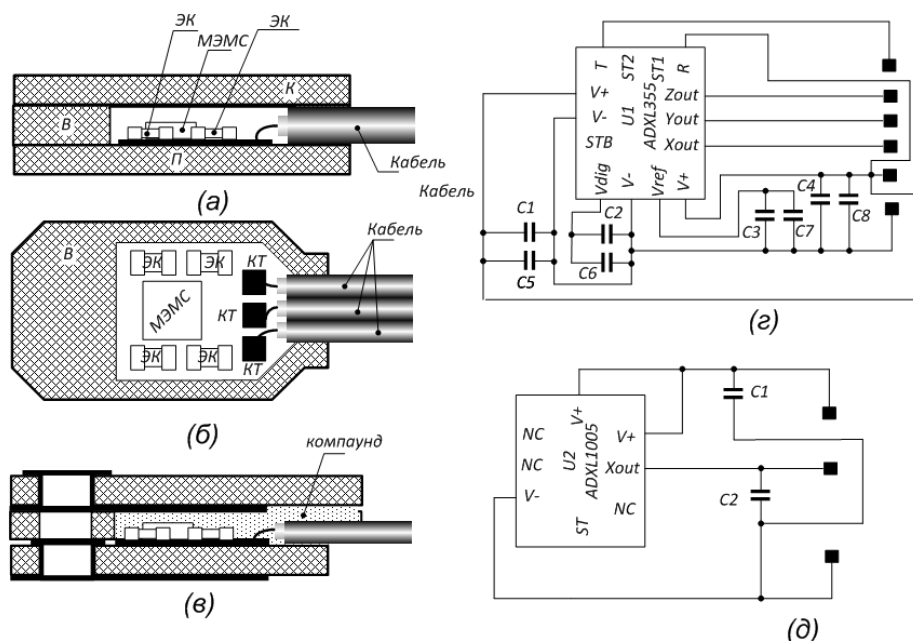 ЭК
МЭМС
ЭК
К
В
П
Кабель
(а)
В
ЭК
ЭК
МЭМС
ЭК
ЭК
КТ
КТ
КТ
Кабель
(б)
компаунд
(в)
T
ST2
ST1
R
V+
V-
STB
U1
ADXL355
Zout
Yout
Xout
Vdig
V-
Vref
V+
Кабель
C1
C5
C2
C6
C3
C7
C4
C8
(г)
NC
NC
V-
V+
U2
ADXL1005
ST
V+
Xout
NC
C1
C2
(д)